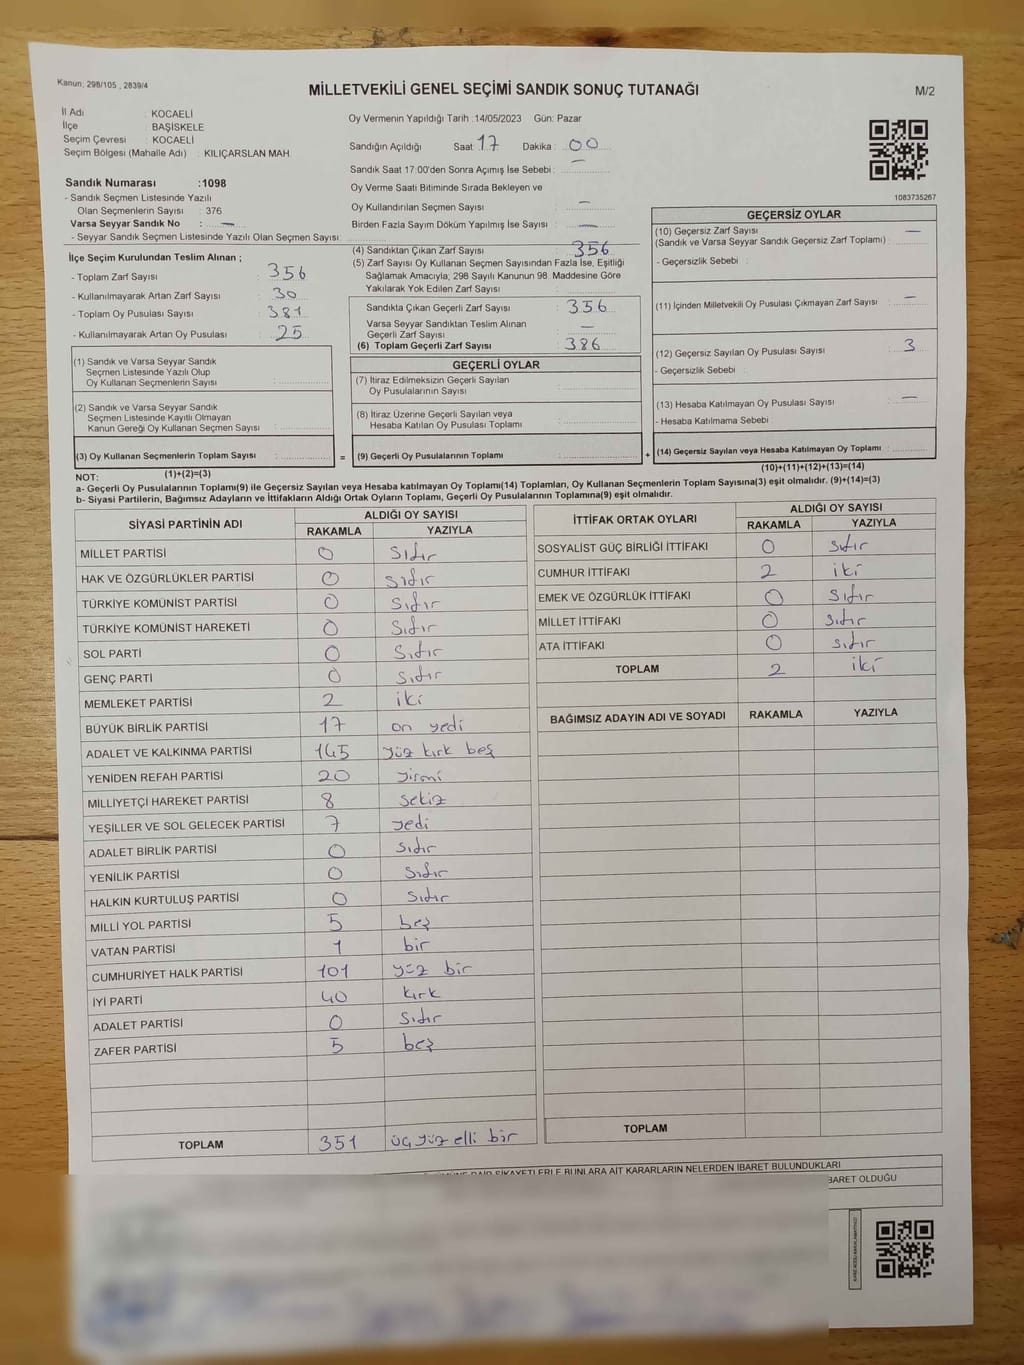 Kanun; 298/105 , 2839/4
MİLLETVEKİLİ GENEL SEÇİMİ SANDIK SONUÇ TUTANAĞI
M/2
İl Adı : KOCAELİ
İlçe : BAŞİSKELE
Seçim Çevresi : KOCAELİ
Seçim Bölgesi (Mahalle Adı) : KILIÇARSLAN MAH.
Oy Vermenin Yapıldığı Tarih :14/05/2023 Gün: Pazar
Sandığın Açıldığı Saat : 17 Dakika : 00
Sandık Saat 17:00'den Sonra Açımış İse Sebebi : —
Oy Verme Saati Bitiminde Sırada Bekleyen ve
Oy Kullandırılan Seçmen Sayısı : —
Birden Fazla Sayım Döküm Yapılmış İse Sayısı : —
1083735267
Sandık Numarası :1098
- Sandık Seçmen Listesinde Yazılı
Olan Seçmenlerin Sayısı : 376
Varsa Seyyar Sandık No : —
- Seyyar Sandık Seçmen Listesinde Yazılı Olan Seçmen Sayısı:
İlçe Seçim Kurulundan Teslim Alınan ;
- Toplam Zarf Sayısı : 356
- Kullanılmayarak Artan Zarf Sayısı : 30
- Toplam Oy Pusulası Sayısı : 381
- Kullanılmayarak Artan Oy Pusulası : 25
(4) Sandıktan Çıkan Zarf Sayısı : 356
(5) Zarf Sayısı Oy Kullanan Seçmen Sayısından Fazla İse, Eşitliği
Sağlamak Amacıyla; 298 Sayılı Kanunun 98. Maddesine Göre
Yakılarak Yok Edilen Zarf Sayısı :
Sandıkta Çıkan Geçerli Zarf Sayısı : 356
Varsa Seyyar Sandıktan Teslim Alınan
Geçerli Zarf Sayısı : —
(6) Toplam Geçerli Zarf Sayısı : 386
GEÇERSİZ OYLAR
(10) Geçersiz Zarf Sayısı : —
(Sandık ve Varsa Seyyar Sandık Geçersiz Zarf Toplamı) :
- Geçersizlik Sebebi :
(11) İçinden Milletvekili Oy Pusulası Çıkmayan Zarf Sayısı : —
(12) Geçersiz Sayılan Oy Pusulası Sayısı : 3
- Geçersizlik Sebebi :
(13) Hesaba Katılmayan Oy Pusulası Sayısı : —
- Hesaba Katılmama Sebebi :
(14) Geçersiz Sayılan veya Hesaba Katılmayan Oy Toplamı :
(10)+(11)+(12)+(13)=(14)
(1) Sandık ve Varsa Seyyar Sandık
Seçmen Listesinde Yazılı Olup
Oy Kullanan Seçmenlerin Sayısı :
(2) Sandık ve Varsa Seyyar Sandık
Seçmen Listesinde Kayıtlı Olmayan
Kanun Gereği Oy Kullanan Seçmen Sayısı :
(3) Oy Kullanan Seçmenlerin Toplam Sayısı :
=
GEÇERLİ OYLAR
(7) İtiraz Edilmeksizin Geçerli Sayılan
Oy Pusulalarının Sayısı :
(8) İtiraz Üzerine Geçerli Sayılan veya
Hesaba Katılan Oy Pusulası Toplamı :
(9) Geçerli Oy Pusulalarının Toplamı :
+
NOT: (1)+(2)=(3)
a- Geçerli Oy Pusulasının Toplamı(9) ile Geçersiz Sayılan veya Hesaba katılmayan Oy Toplamı(14) Toplamları, Oy Kullanan Seçmenlerin Toplam Sayısına(3) eşit olmalıdır. (9)+(14)=(3)
b- Siyasi Partilerin, Bağımsız Adayların ve İttifakların Aldığı Ortak Oyların Toplamı, Geçerli Oy Pusulasının Toplamına(9) eşit olmalıdır.
SİYASİ PARTİNİN ADI ALDIĞI OY SAYISI
RAKAMLA YAZIYLA
MİLLET PARTİSİ 0 sıfır
HAK VE ÖZGÜRLÜKLER PARTİSİ 0 sıfır
TÜRKİYE KOMÜNİST PARTİSİ 0 sıfır
TÜRKİYE KOMÜNİST HAREKETİ 0 sıfır
SOL PARTİ 0 sıfır
GENÇ PARTİ 0 sıfır
MEMLEKET PARTİSİ 2 iki
BÜYÜK BİRLİK PARTİSİ 17 on yedi
ADALET VE KALKINMA PARTİSİ 145 yüz kırk beş
YENİDEN REFAH PARTİSİ 20 yirmi
MİLLİYETÇİ HAREKET PARTİSİ 8 sekiz
YEŞİLLER VE SOL GELECEK PARTİSİ 7 yedi
ADALET BİRLİK PARTİSİ 0 sıfır
YENİLİK PARTİSİ 0 sıfır
HALKIN KURTULUŞ PARTİSİ 0 sıfır
MİLLİ YOL PARTİSİ 5 beş
VATAN PARTİSİ 1 bir
CUMHURİYET HALK PARTİSİ 101 yüz bir
İYİ PARTİ 40 kırk
ADALET PARTİSİ 0 sıfır
ZAFER PARTİSİ 5 beş
TOPLAM 351 üç yüz elli bir
İTTİFAK ORTAK OYLARI ALDIĞI OY SAYISI
RAKAMLA YAZIYLA
SOSYALİST GÜÇ BİRLİĞİ İTTİFAKI 0 sıfır
CUMHUR İTTİFAKI 2 iki
EMEK VE ÖZGÜRLÜK İTTİFAKI 0 sıfır
MİLLET İTTİFAKI 0 sıfır
ATA İTTİFAKI 0 sıfır
TOPLAM 2 iki
BAĞIMSIZ ADAYIN ADI VE SOYADI RAKAMLA YAZIYLA
TOPLAM
ŞİKAYETLERLE BUNLARA AİT KARARLARIN NELERDEN İBARET BULUNDUKLARI
İBARET OLDUĞU